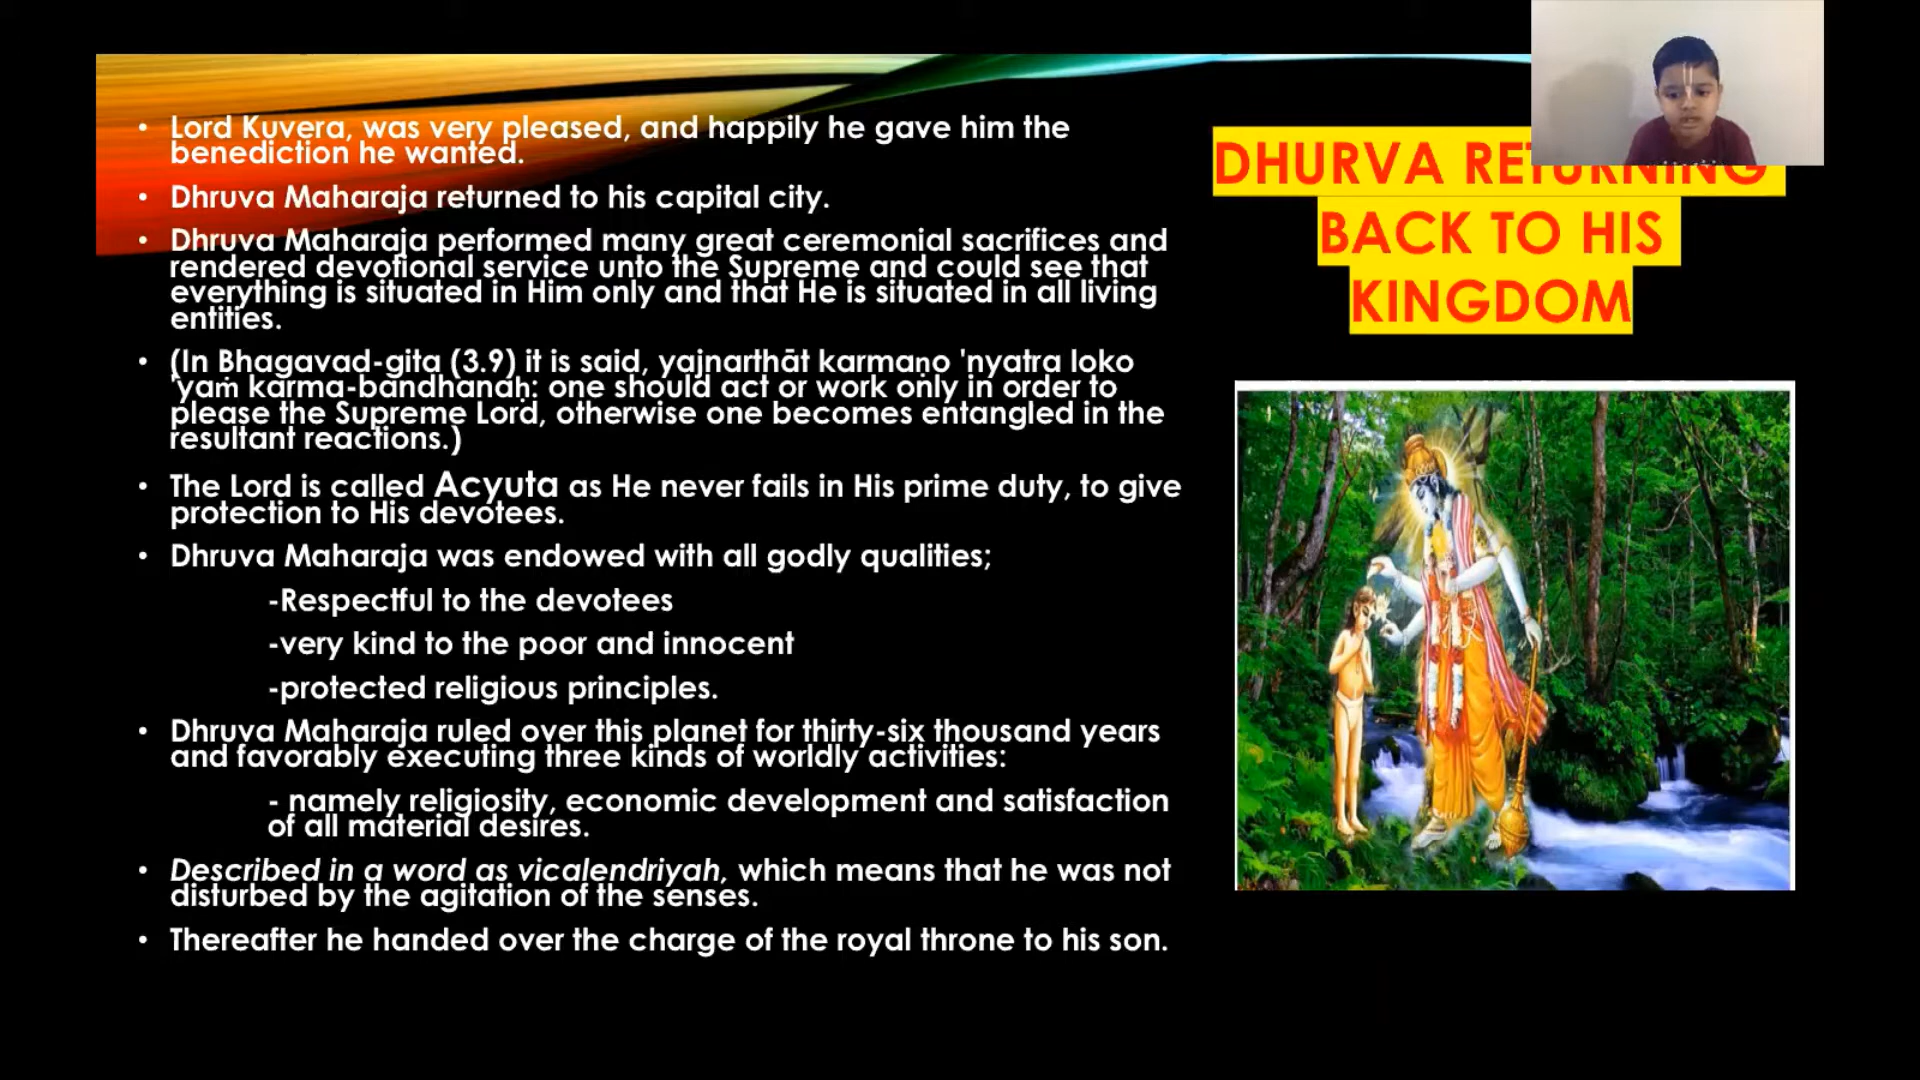 • Lord Kuvera, was very pleased, and happily he gave him the
benediction he wanted.
• Dhruva Maharaja returned to his capital city.
• Dhruva Maharaja performed many great ceremonial sacrifices and
rendered devotional service unto the Supreme and could see that
everything is situated in Him only and that He is situated in all living
entities.
• (In Bhagavad-gita (3.9) it is said, yajnarthāt karmaṇo 'nyatra loko
'yaṁ karma-bandhanaḥ: one should act or work only in order to
please the Supreme Lord, otherwise one becomes entangled in the
resultant reactions.)
• The Lord is called Acyuta as He never fails in His prime duty, to give
protection to His devotees.
• Dhruva Maharaja was endowed with all godly qualities;
-Respectful to the devotees
-very kind to the poor and innocent
-protected religious principles.
• Dhruva Maharaja ruled over this planet for thirty-six thousand years
and favorably executing three kinds of worldly activities:
- namely religiosity, economic development and satisfaction
of all material desires.
• Described in a word as vicalendriyah, which means that he was not
disturbed by the agitation of the senses.
• Thereafter he handed over the charge of the royal throne to his son.
DHURVA RETURNING
BACK TO HIS
KINGDOM